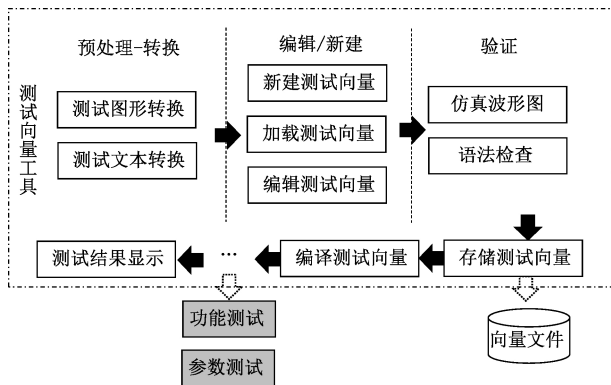 预处理-转换
编辑/新建
验证
测试向量工具
测试图形转换
测试文本转换
新建测试向量
加载测试向量
编辑测试向量
仿真波形图
语法检查
测试结果显示
...
编译测试向量
存储测试向量
功能测试
参数测试
向量文件